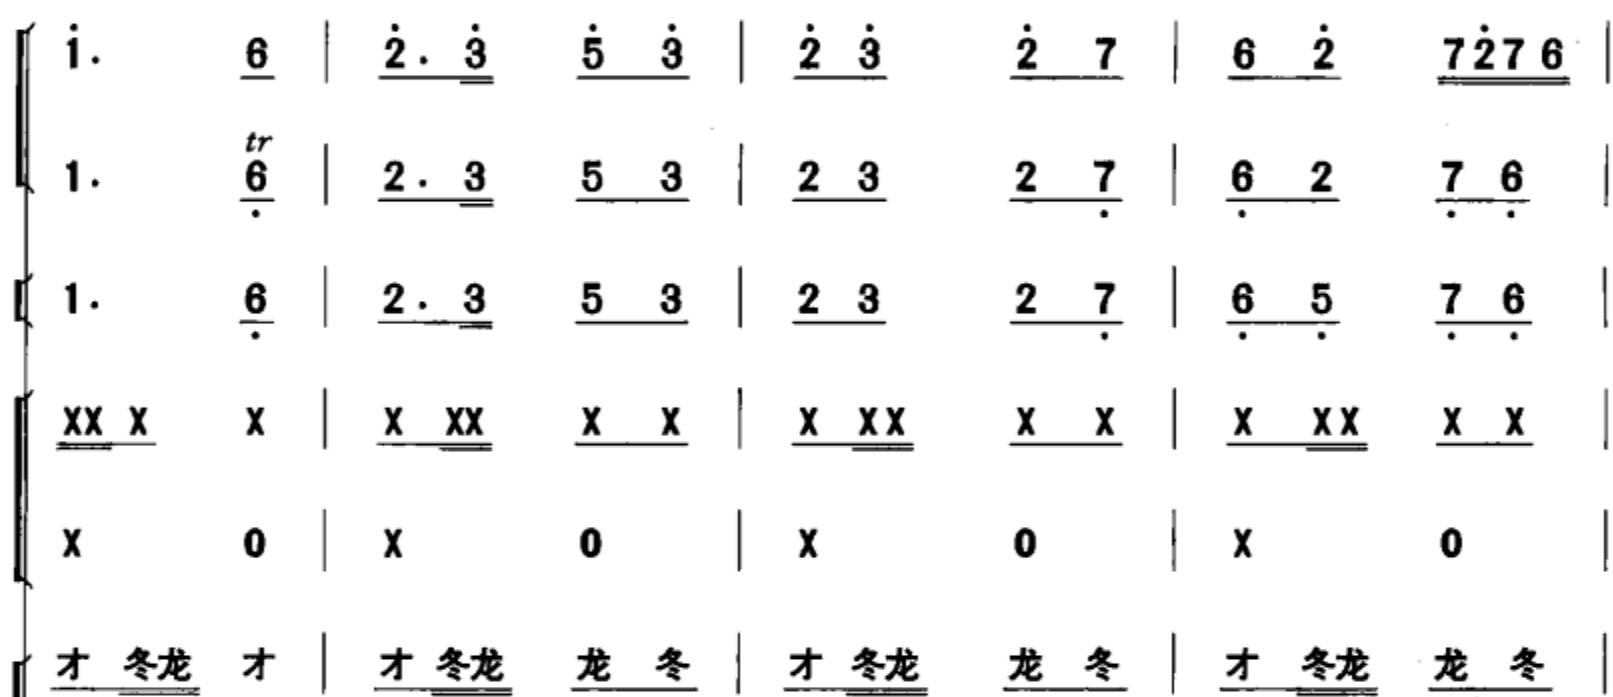 1̇. 6 | 2̇. 3̇ 5̇ 3̇ | 2̇ 3̇ 2̇ 7 | 6 2̇ 72̇76 |
tr
1. 6̣ | 2. 3 5 3 | 2 3 2 7̣ | 6̣ 2 7̣ 6̣ |
1. 6̣ | 2. 3 5 3 | 2 3 2 7̣ | 6̣ 5̣ 7̣ 6̣ |
XX X X | X XX X X | X XX X X | X XX X X |
X 0 | X 0 | X 0 | X 0 |
才 冬龙 才 | 才 冬龙 龙 冬 | 才 冬龙 龙 冬 | 才 冬龙 龙 冬 |